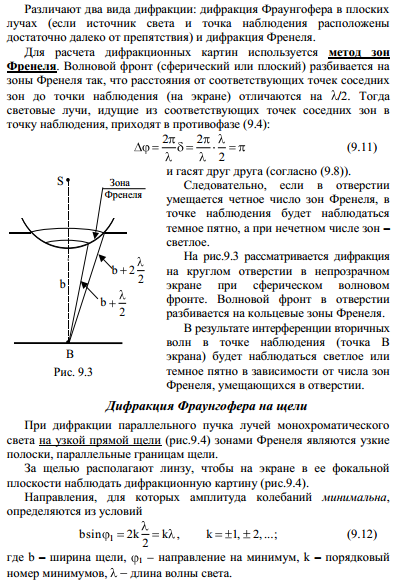 Различают два вида дифракции: дифракция Фраунгофера в плоских
лучах (если источник света и точка наблюдения расположены
достаточно далеко от препятствия) и дифракция Френеля.
Для расчета дифракционных картин используется метод зон
Френеля. Волновой фронт (сферический или плоский) разбивается на
зоны Френеля так, что расстояния от соответствующих точек соседних
зон до точки наблюдения (на экране) отличаются на λ/2. Тогда
световые лучи, идущие из соответствующих точек соседних зон в
точку наблюдения, приходят в противофазе (9.4):
Δφ = 2π/λ δ = 2π/λ · λ/2 = π (9.11)
и гасят друг друга (согласно (9.8)).
S
Зона
Френеля
b
b + 2 λ/2
b + λ/2
B
Рис. 9.3
Следовательно, если в отверстии
умещается четное число зон Френеля, в
точке наблюдения будет наблюдаться
темное пятно, а при нечетном числе зон –
светлое.
На рис.9.3 рассматривается дифракция
на круглом отверстии в непрозрачном
экране при сферическом волновом
фронте. Волновой фронт в отверстии
разбивается на кольцевые зоны Френеля.
В результате интерференции вторичных
волн в точке наблюдения (точка В
экрана) будет наблюдаться светлое или
темное пятно в зависимости от числа зон
Френеля, умещающихся в отверстии.
Дифракция Фраунгофера на щели
При дифракции параллельного пучка лучей монохроматического
света на узкой прямой щели (рис.9.4) зонами Френеля являются узкие
полоски, параллельные границам щели.
За щелью располагают линзу, чтобы на экране в ее фокальной
плоскости наблюдать дифракционную картину (рис.9.4).
Направления, для которых амплитуда колебаний минимальна,
определяются из условий
b sin φ₁ = 2k λ/2 = kλ, k = ±1, ± 2, ...; (9.12)
где b – ширина щели, φ₁ – направление на минимум, k – порядковый
номер минимумов, λ – длина волны света.